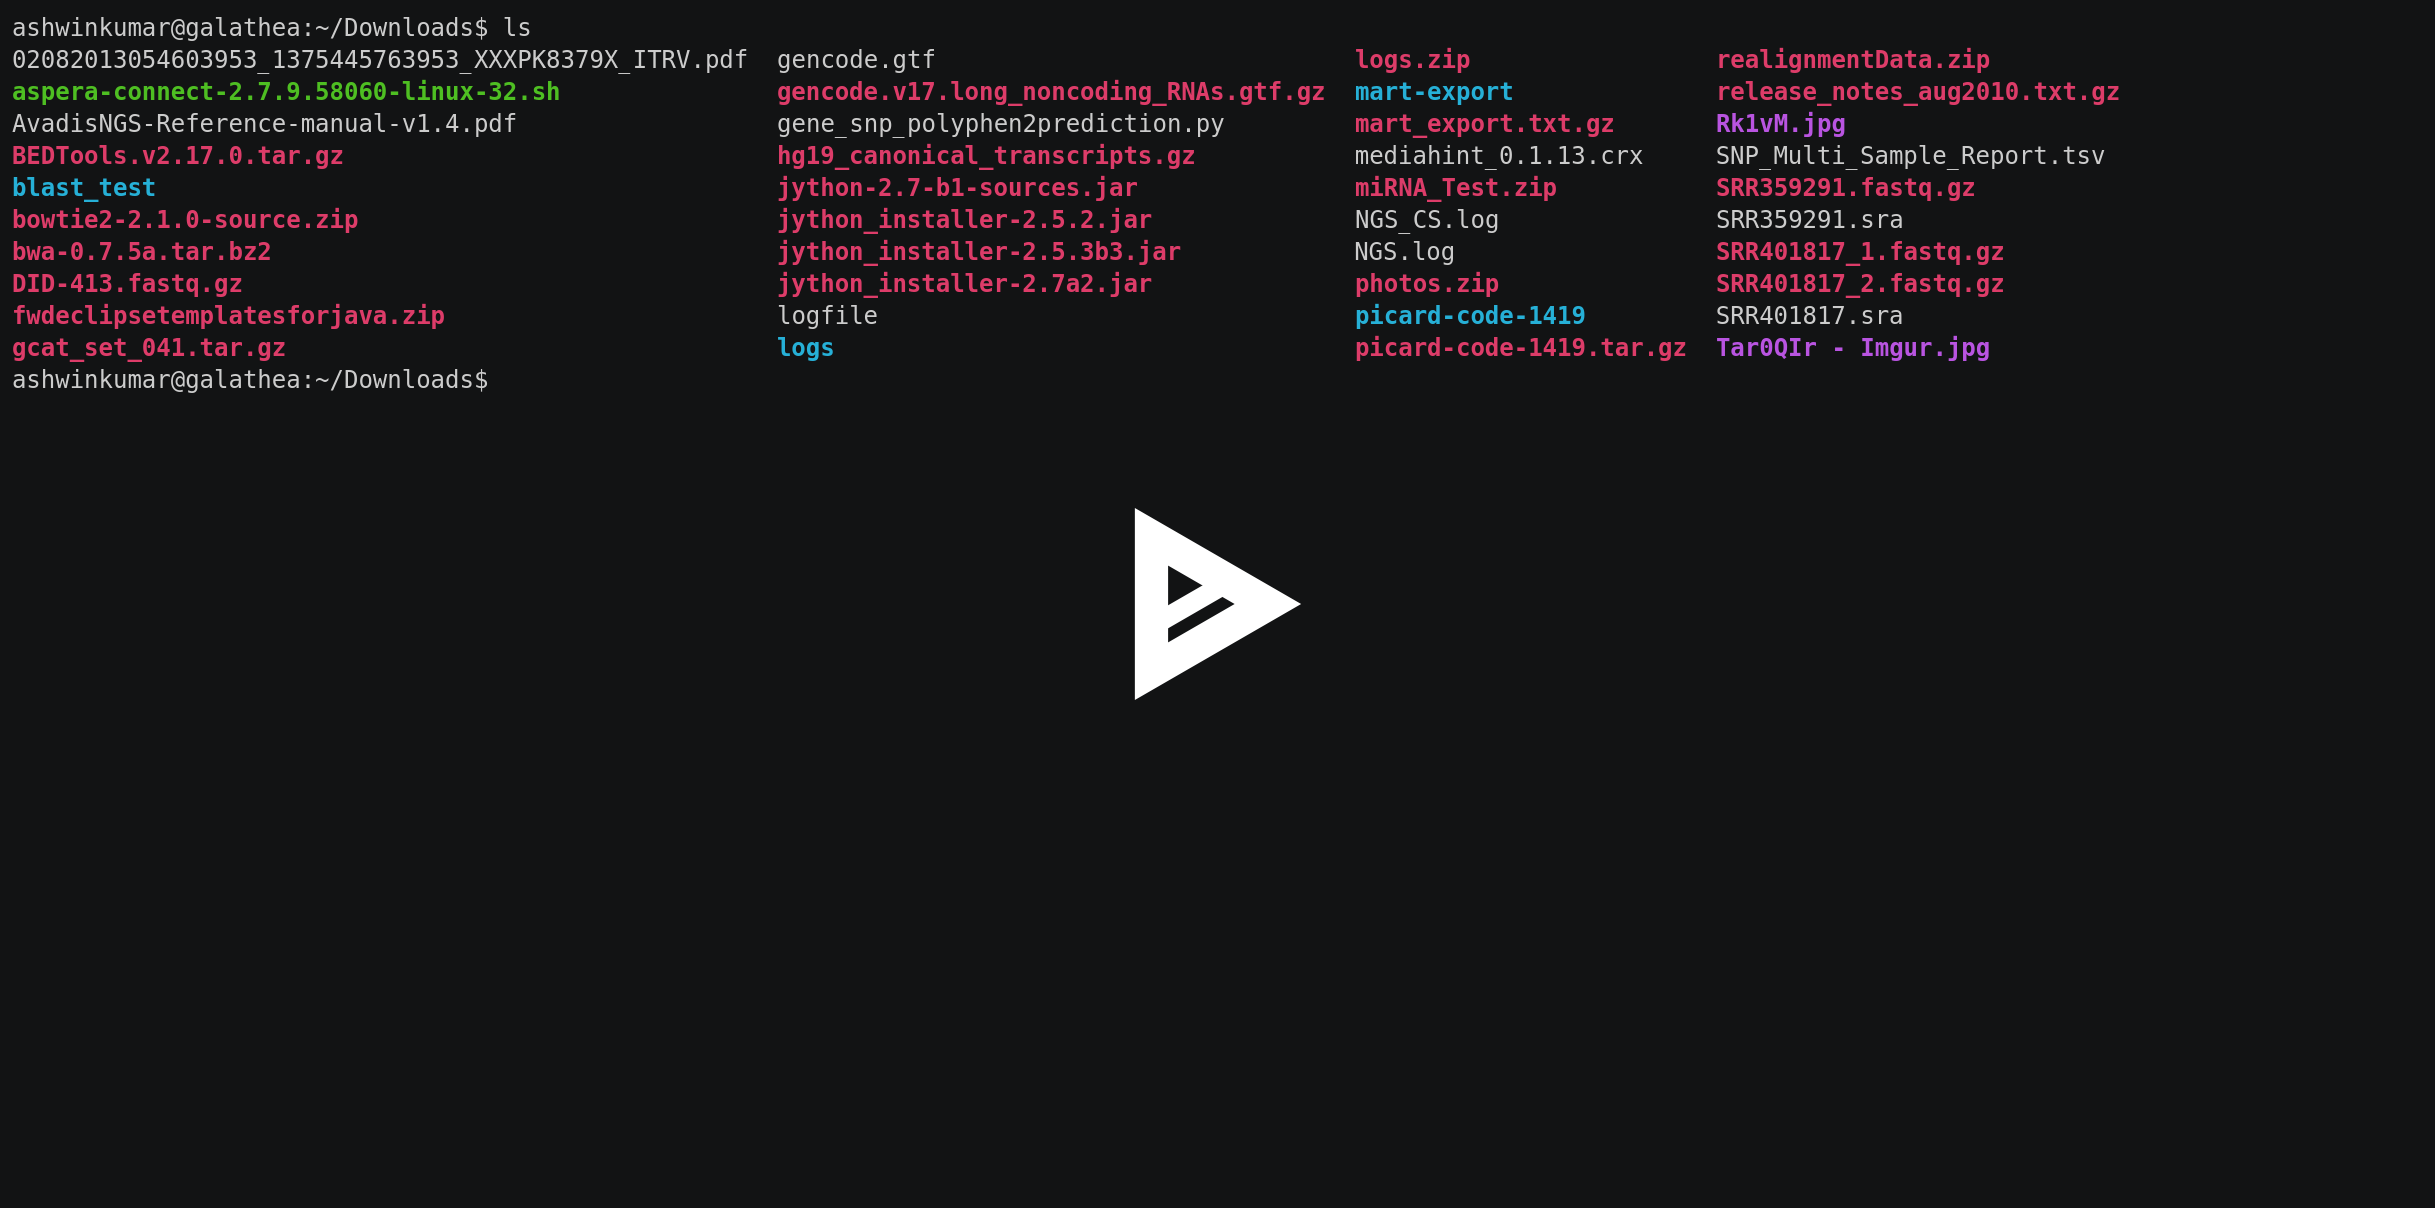 ashwinkumar@galathea:~/Downloads$ ls
02082013054603953_1375445763953_XXXPK8379X_ITRV.pdf  gencode.gtf                             logs.zip                 realignmentData.zip
aspera-connect-2.7.9.58060-linux-32.sh               gencode.v17.long_noncoding_RNAs.gtf.gz  mart-export              release_notes_aug2010.txt.gz
AvadisNGS-Reference-manual-v1.4.pdf                  gene_snp_polyphen2prediction.py         mart_export.txt.gz       Rk1vM.jpg
BEDTools.v2.17.0.tar.gz                              hg19_canonical_transcripts.gz           mediahint_0.1.13.crx     SNP_Multi_Sample_Report.tsv
blast_test                                           jython-2.7-b1-sources.jar               miRNA_Test.zip           SRR359291.fastq.gz
bowtie2-2.1.0-source.zip                             jython_installer-2.5.2.jar              NGS_CS.log               SRR359291.sra
bwa-0.7.5a.tar.bz2                                   jython_installer-2.5.3b3.jar            NGS.log                  SRR401817_1.fastq.gz
DID-413.fastq.gz                                     jython_installer-2.7a2.jar              photos.zip               SRR401817_2.fastq.gz
fwdeclipsetemplatesforjava.zip                       logfile                                 picard-code-1419         SRR401817.sra
gcat_set_041.tar.gz                                  logs                                    picard-code-1419.tar.gz  Tar0QIr - Imgur.jpg
ashwinkumar@galathea:~/Downloads$